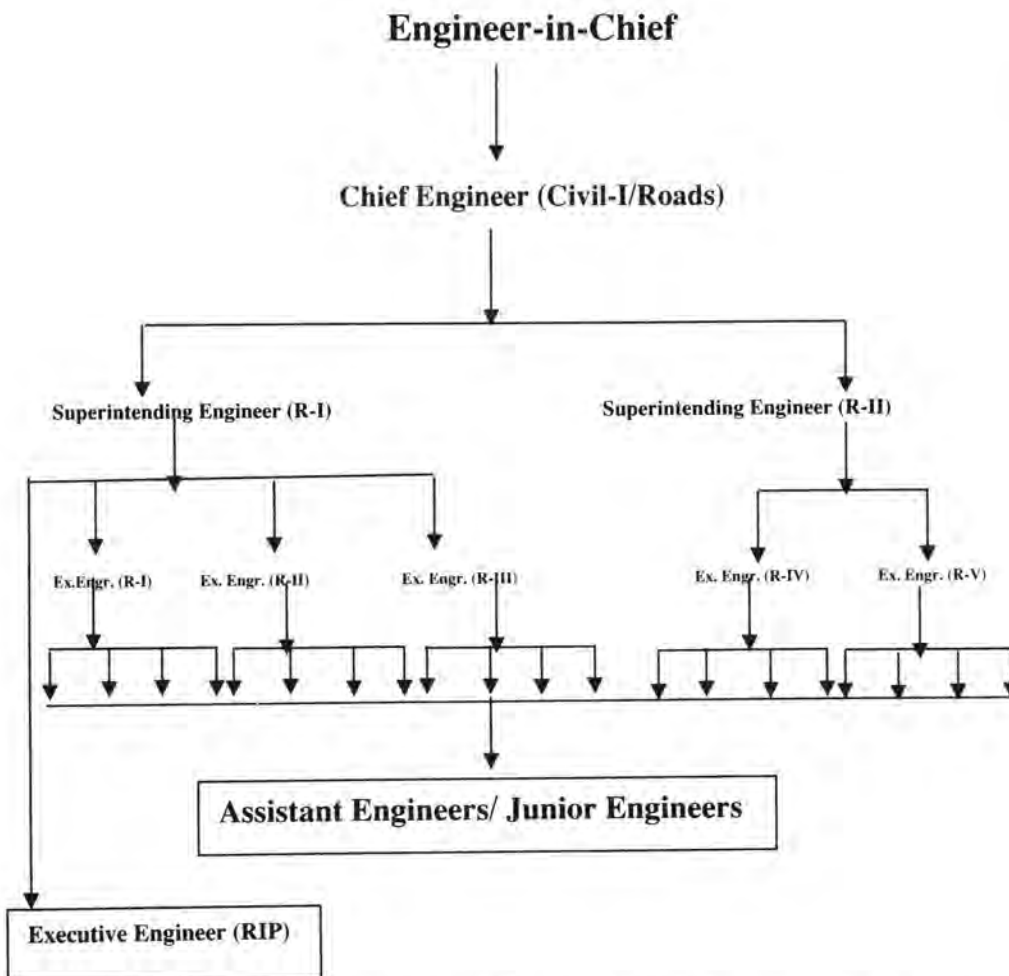 Engineer-in-Chief
Chief Engineer (Civil-I/Roads)
Superintending Engineer (R-I)
Superintending Engineer (R-II)
Ex.Engr. (R-I)
Ex. Engr. (R-II)
Ex. Engr. (R-III)
Ex. Engr. (R-IV)
Ex. Engr. (R-V)
Assistant Engineers/ Junior Engineers
Executive Engineer (RIP)